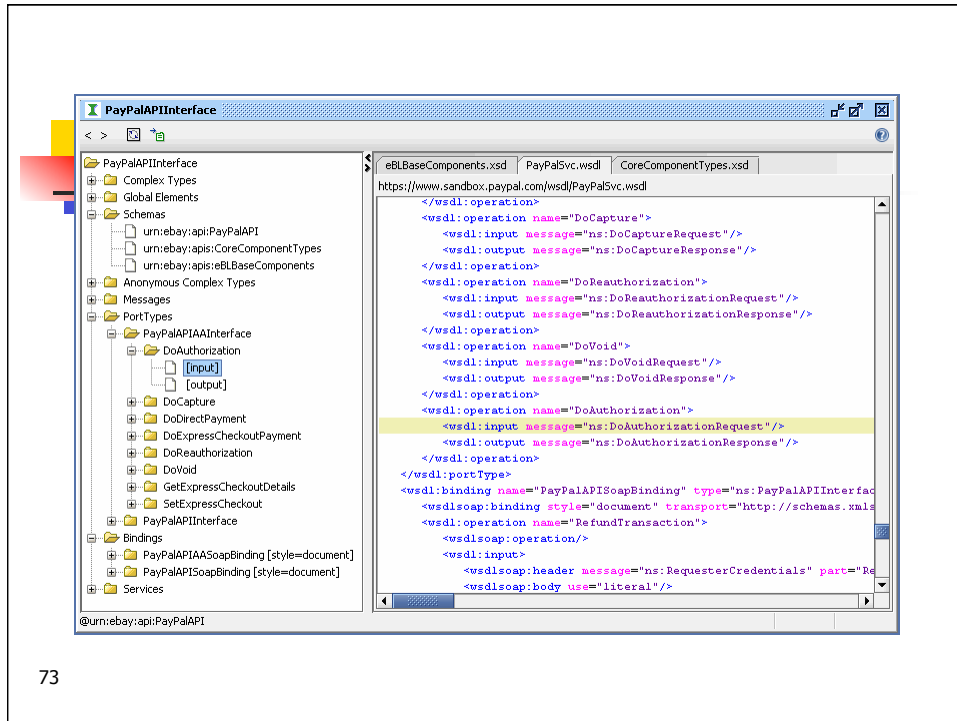 PayPalAPIInterface
< >
PayPalAPIInterface
Complex Types
Global Elements
Schemas
urn:ebay:api:PayPalAPI
urn:ebay:apis:CoreComponentTypes
urn:ebay:apis:eBLBaseComponents
Anonymous Complex Types
Messages
PortTypes
PayPalAPIAAInterface
DoAuthorization
[input]
[output]
DoCapture
DoDirectPayment
DoExpressCheckoutPayment
DoReauthorization
DoVoid
GetExpressCheckoutDetails
SetExpressCheckout
PayPalAPIInterface
Bindings
PayPalAPIAASoapBinding [style=document]
PayPalAPISoapBinding [style=document]
Services
eBLBaseComponents.xsd PayPalSvc.wsdl CoreComponentTypes.xsd
https://www.sandbox.paypal.com/wsdl/PayPalSvc.wsdl
</wsdl:operation>
<wsdl:operation name="DoCapture">
<wsdl:input message="ns:DoCaptureRequest"/>
<wsdl:output message="ns:DoCaptureResponse"/>
</wsdl:operation>
<wsdl:operation name="DoReauthorization">
<wsdl:input message="ns:DoReauthorizationRequest"/>
<wsdl:output message="ns:DoReauthorizationResponse"/>
</wsdl:operation>
<wsdl:operation name="DoVoid">
<wsdl:input message="ns:DoVoidRequest"/>
<wsdl:output message="ns:DoVoidResponse"/>
</wsdl:operation>
<wsdl:operation name="DoAuthorization">
<wsdl:input message="ns:DoAuthorizationRequest"/>
<wsdl:output message="ns:DoAuthorizationResponse"/>
</wsdl:operation>
</wsdl:portType>
<wsdl:binding name="PayPalAPISoapBinding" type="ns:PayPalAPIInterfac
<wsdlsoap:binding style="document" transport="http://schemas.xmls
<wsdl:operation name="RefundTransaction">
<wsdlsoap:operation/>
<wsdl:input>
<wsdlsoap:header message="ns:RequesterCredentials" part="Re
<wsdlsoap:body use="literal"/>
@urn:ebay:api:PayPalAPI
73